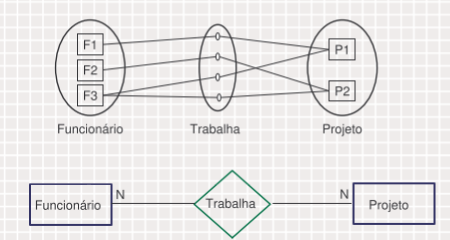 F1
F2
F3
P1
P2
Funcionário
Trabalha
Projeto
Funcionário
N
Trabalha
N
Projeto